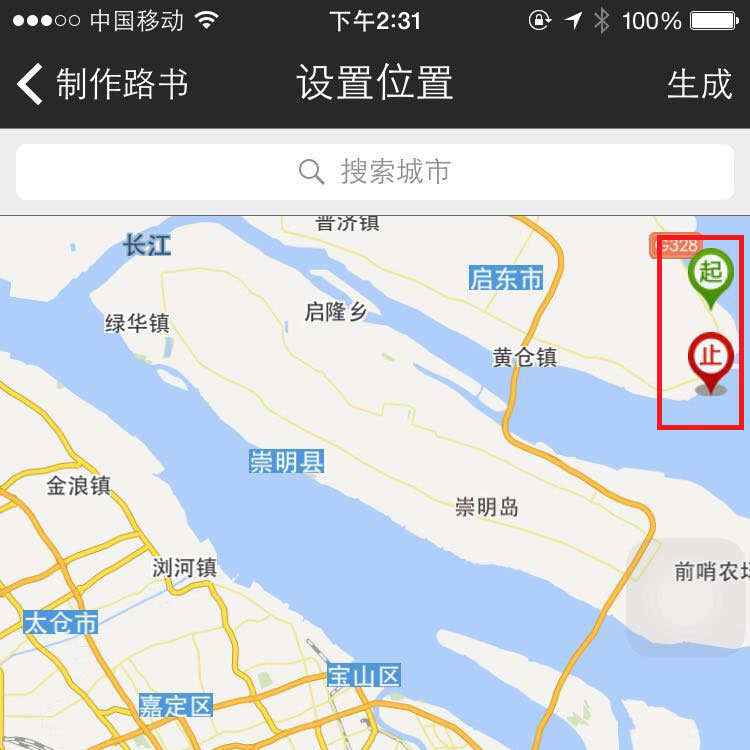 中国移动 下午2:31 100%
制作路书 设置位置 生成
搜索城市
普济镇
长江
G328
启东市
起
绿华镇
启隆乡
黄仓镇
止
崇明县
金浪镇
崇明岛
浏河镇
前哨农场
太仓市
宝山区
嘉定区